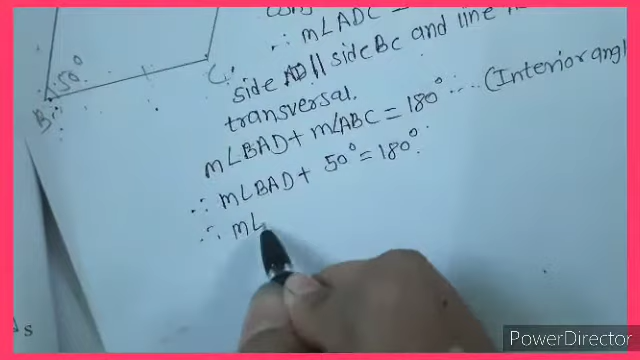 ∴ m∠ADC =
side AD || side BC and line
transversal.
m∠BAD + m∠ABC = 180° .... (Interior angl
∴ m∠BAD + 50° = 180°.
∴ m∠
50°
B
C
s
PowerDirector